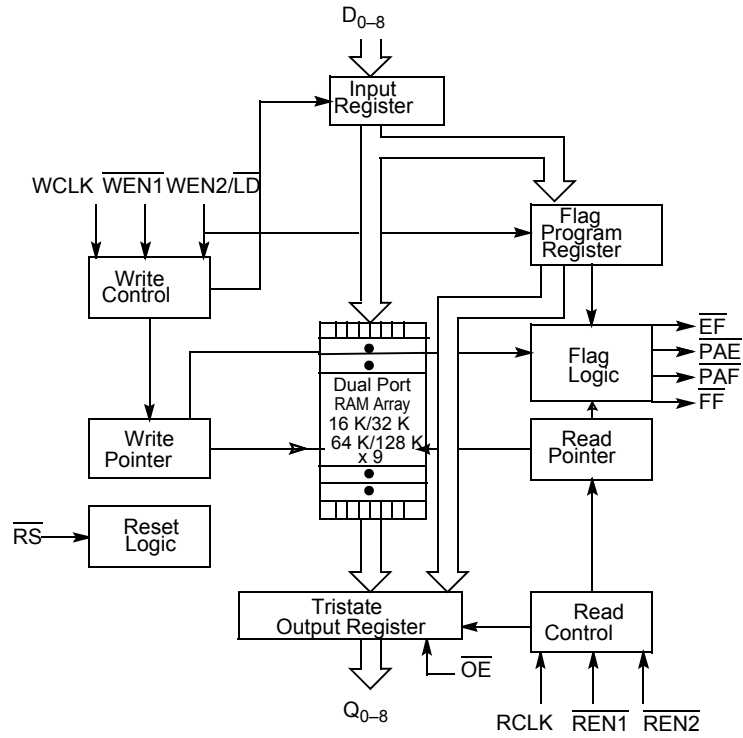 D0–8
Input
Register
WCLK WEN1 WEN2/LD
Flag
Program
Register
Write
Control
EF
PAE
PAF
FF
Flag
Logic
Dual Port
RAM Array
16 K/32 K
64 K/128 K
x 9
Write
Pointer
Read
Pointer
RS
Reset
Logic
Tristate
Output Register
Read
Control
OE
Q0–8
RCLK REN1 REN2